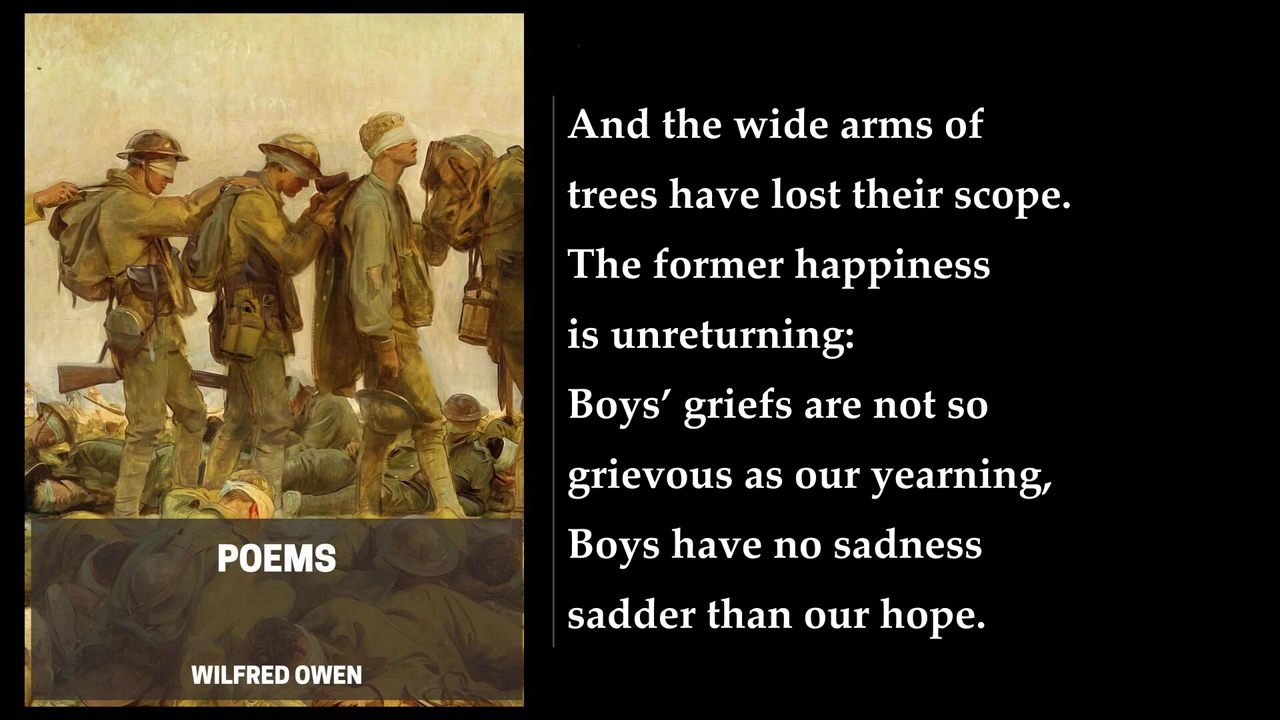 And the wide arms of
trees have lost their scope.
The former happiness
is unreturning:
Boys’ griefs are not so
grievous as our yearning,
Boys have no sadness
sadder than our hope.
POEMS
WILFRED OWEN